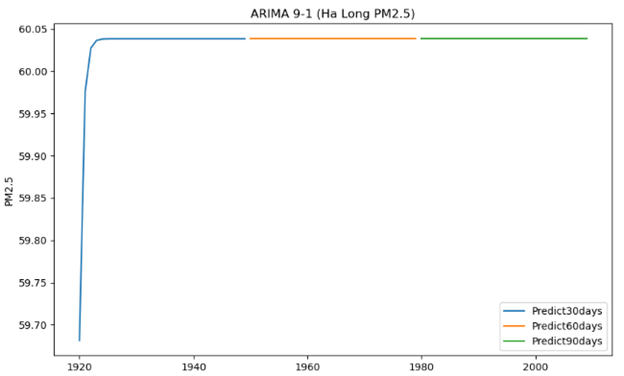 ARIMA 9-1 (Ha Long PM2.5)
60.05
60.00
59.95
59.90
59.85
59.80
59.75
59.70
PM2.5
1920 1940 1960 1980 2000
Predict30days
Predict60days
Predict90days